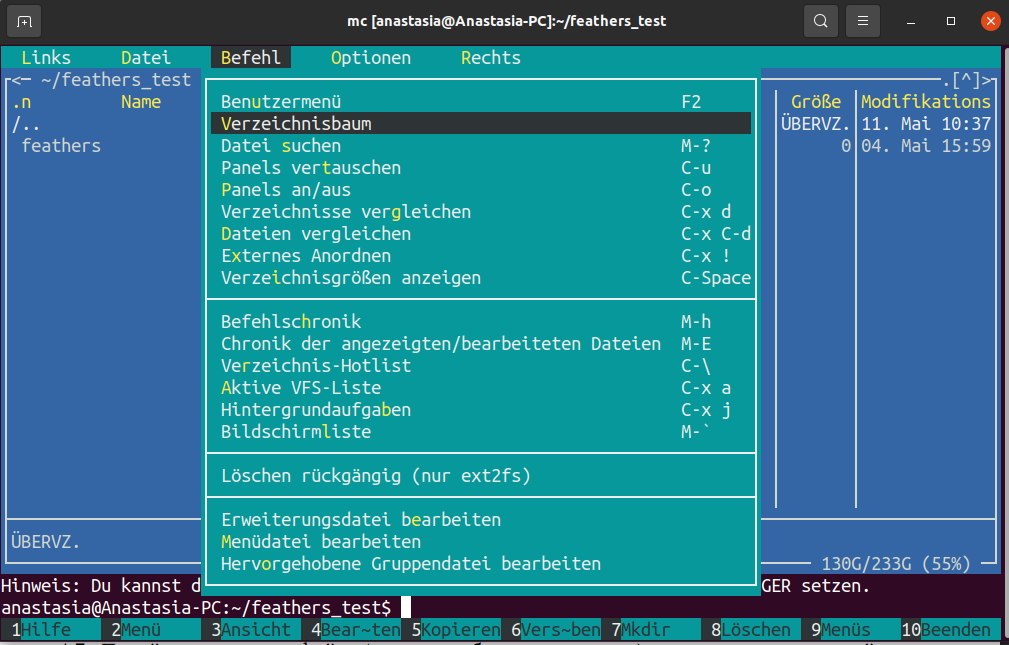 mc [anastasia@Anastasia-PC]:~/feathers_test
Links Datei Befehl Optionen Rechts
<─ ~/feathers_test
.[^]>
.n Name
Größe Modifikations
/..
ÜBERVZ. 11. Mai 10:37
feathers
0 04. Mai 15:59
Benutzermenü F2
Verzeichnisbaum
Datei suchen M-?
Panels vertauschen C-u
Panels an/aus C-o
Verzeichnisse vergleichen C-x d
Dateien vergleichen C-x C-d
Externes Anordnen C-x !
Verzeichnisgrößen anzeigen C-Space
Befehlschronik M-h
Chronik der angezeigten/bearbeiteten Dateien M-E
Verzeichnis-Hotlist C-\
Aktive VFS-Liste C-x a
Hintergrundaufgaben C-x j
Bildschirmliste M-`
Löschen rückgängig (nur ext2fs)
Erweiterungsdatei bearbeiten
Menüdatei bearbeiten
Hervorgehobene Gruppendatei bearbeiten
ÜBERVZ.
130G/233G (55%)
Hinweis: Du kannst d
GER setzen.
anastasia@Anastasia-PC:~/feathers_test$
1Hilfe 2Menü 3Ansicht 4Bear~ten 5Kopieren 6Vers~ben 7Mkdir 8Löschen 9Menüs 10Beenden